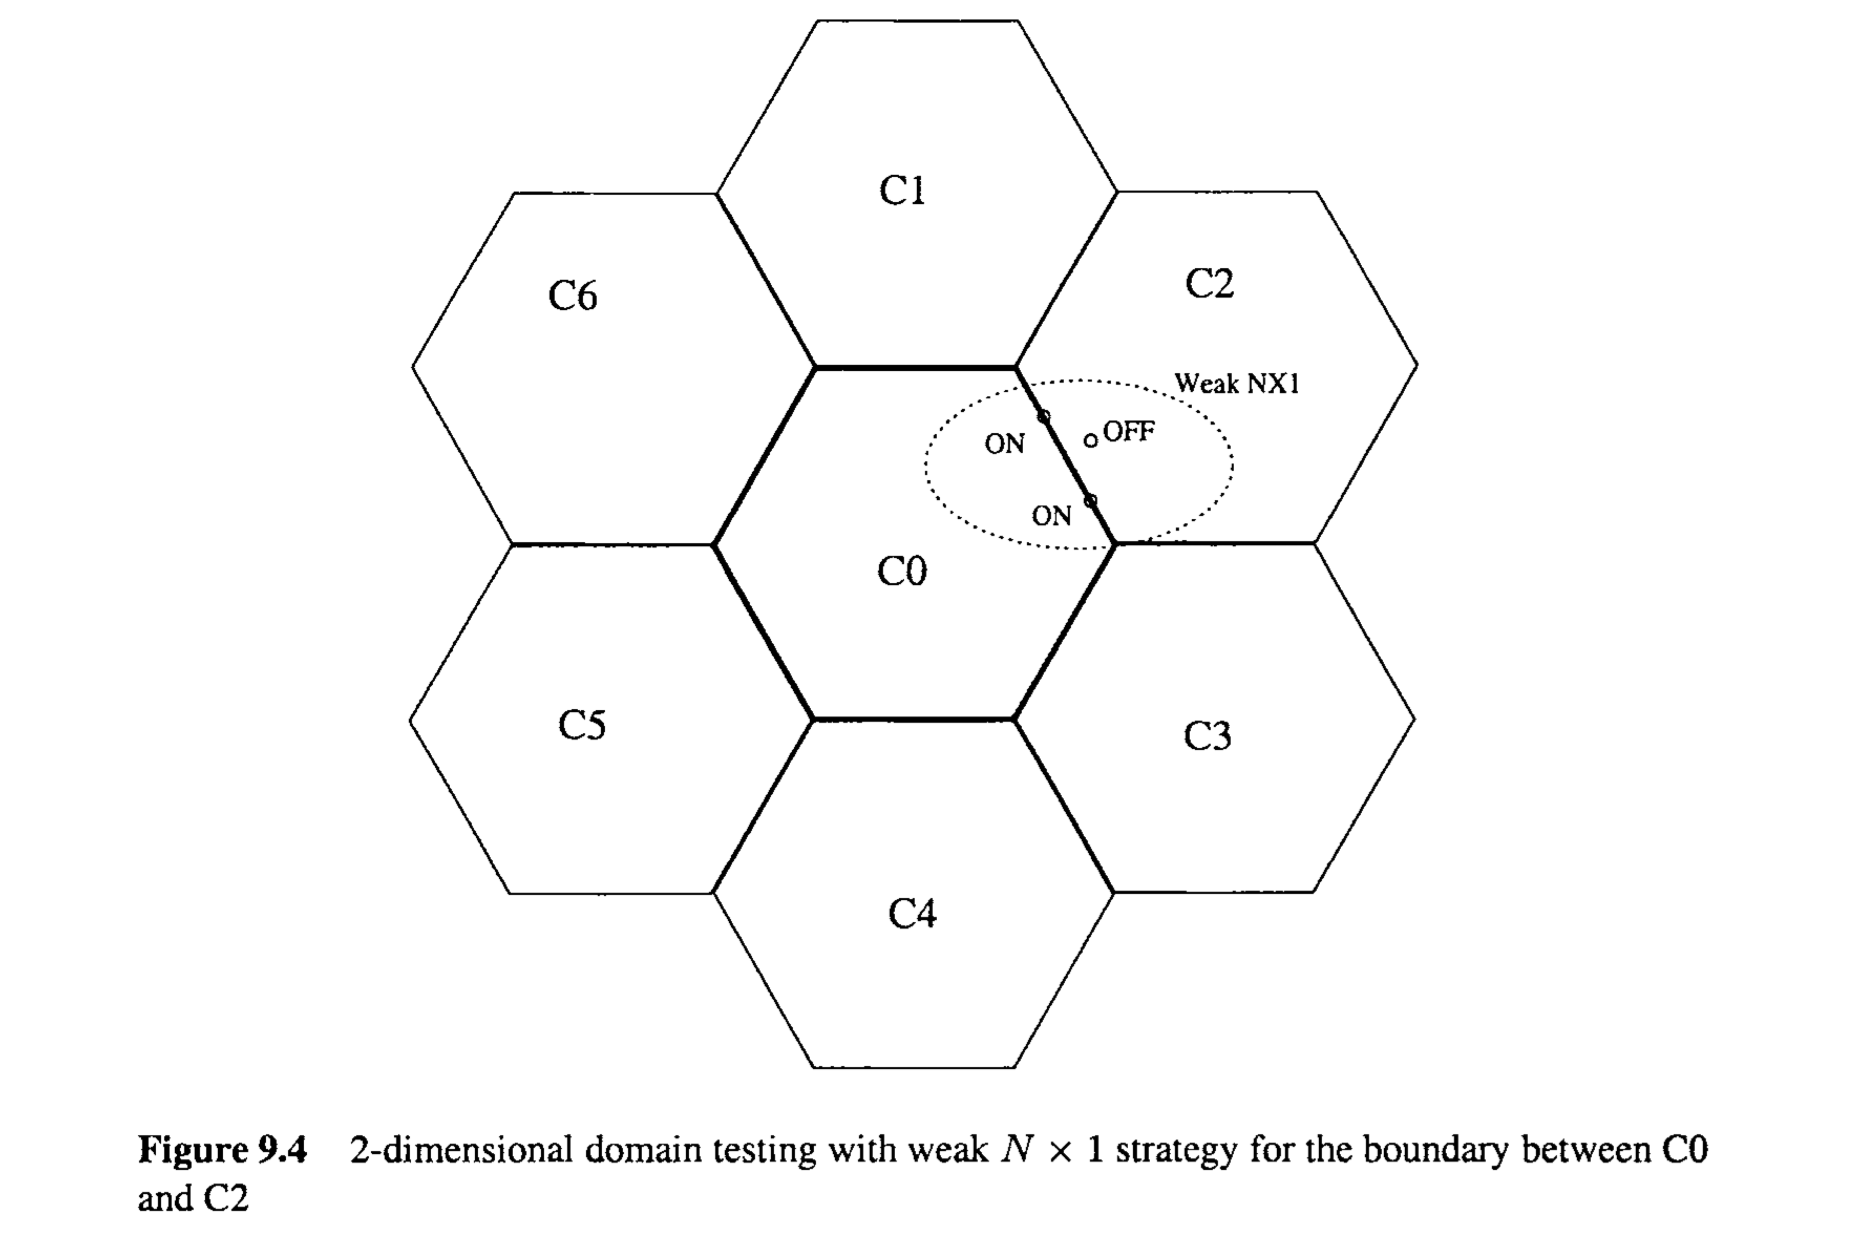 C1
C2
C6
Weak NX1
OFF
ON
ON
C0
C5
C3
C4
Figure 9.4 2-dimensional domain testing with weak N × 1 strategy for the boundary between C0
and C2